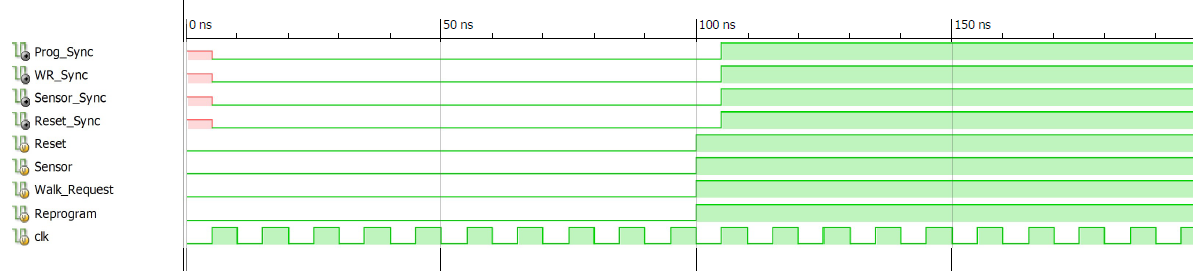 0 ns 50 ns 100 ns 150 ns
Prog_Sync
WR_Sync
Sensor_Sync
Reset_Sync
Reset
Sensor
Walk_Request
Reprogram
clk